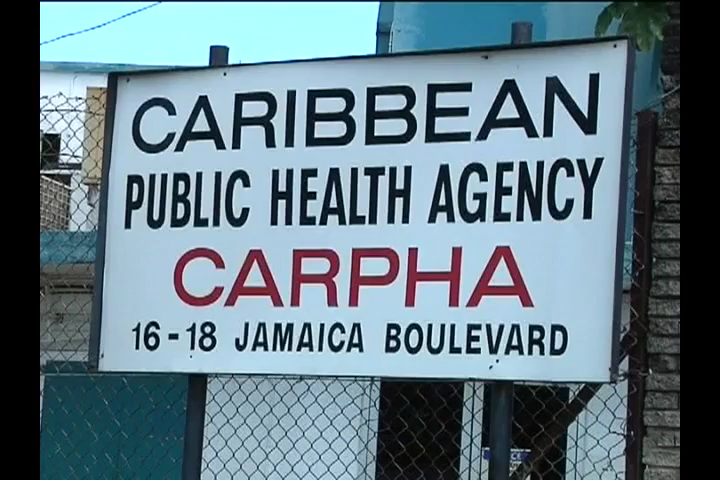 CARIBBEAN
PUBLIC HEALTH AGENCY
CARPHA
16-18 JAMAICA BOULEVARD